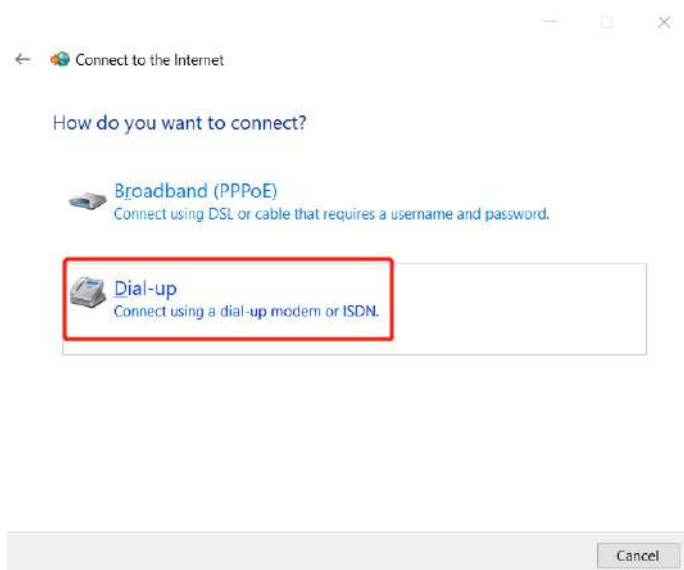 Connect to the Internet
How do you want to connect?
Broadband (PPPoE)
Connect using DSL or cable that requires a username and password.
Dial-up
Connect using a dial-up modem or ISDN.
Cancel